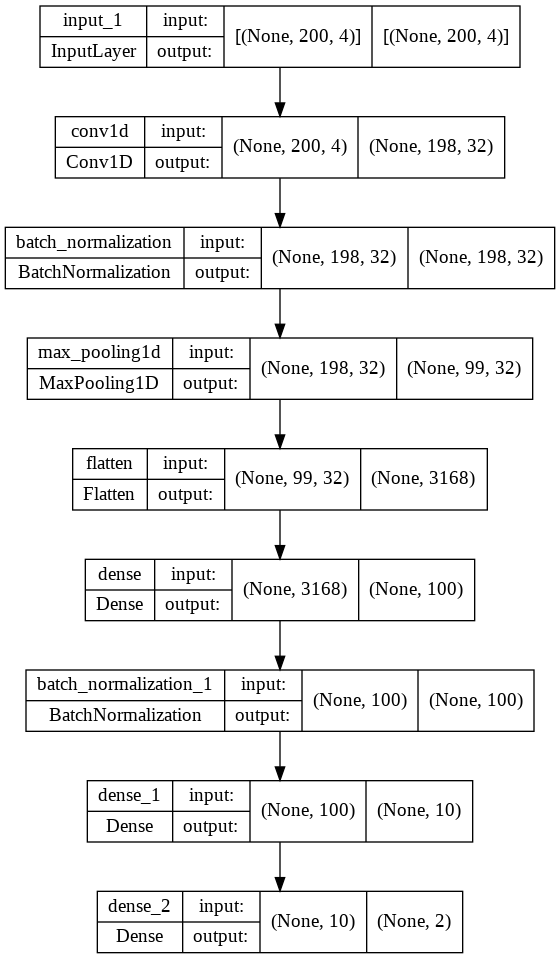 input_1 input: [(None, 200, 4)] [(None, 200, 4)]
InputLayer output:
conv1d input: (None, 200, 4) (None, 198, 32)
Conv1D output:
batch_normalization input: (None, 198, 32) (None, 198, 32)
BatchNormalization output:
max_pooling1d input: (None, 198, 32) (None, 99, 32)
MaxPooling1D output:
flatten input: (None, 99, 32) (None, 3168)
Flatten output:
dense input: (None, 3168) (None, 100)
Dense output:
batch_normalization_1 input: (None, 100) (None, 100)
BatchNormalization output:
dense_1 input: (None, 100) (None, 10)
Dense output:
dense_2 input: (None, 10) (None, 2)
Dense output: